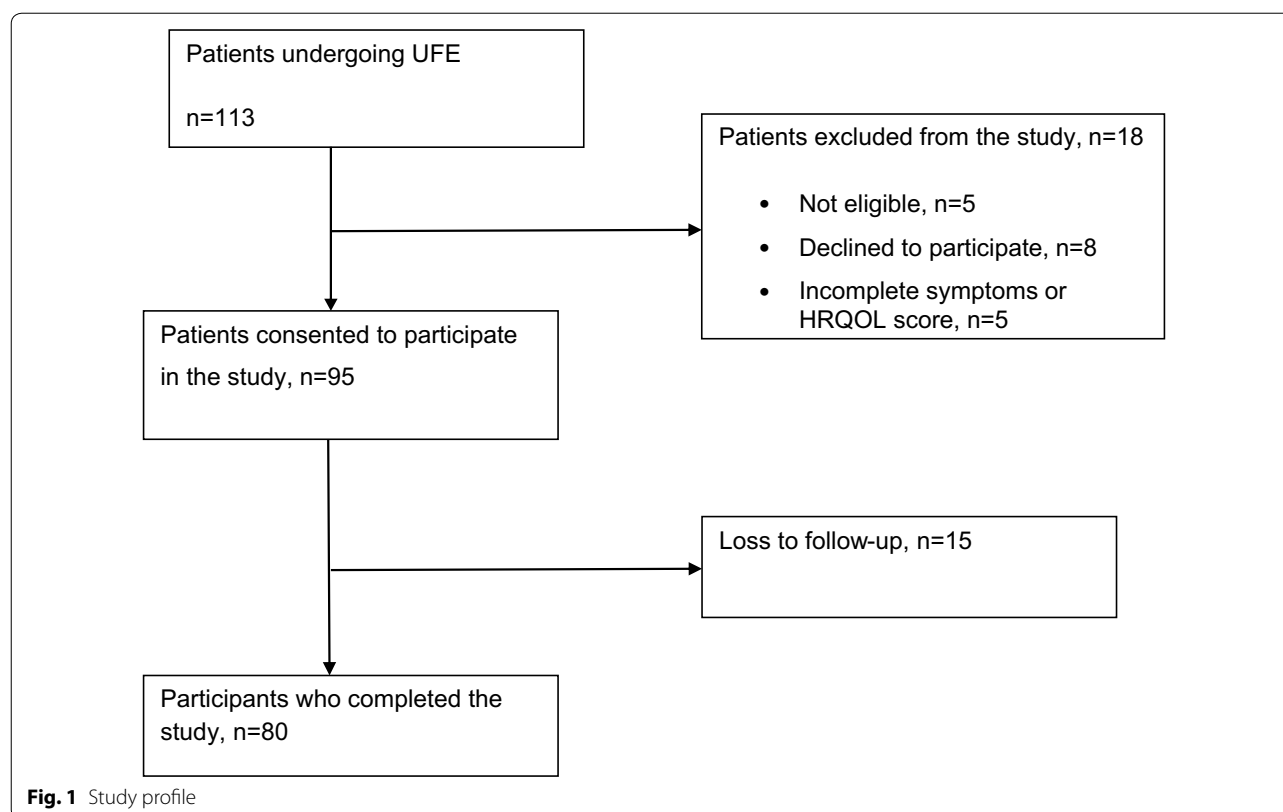 Patients undergoing UFE
n=113
Patients excluded from the study, n=18
• Not eligible, n=5
• Declined to participate, n=8
• Incomplete symptoms or
HRQOL score, n=5
Patients consented to participate
in the study, n=95
Loss to follow-up, n=15
Participants who completed the
study, n=80
Fig. 1 Study profile